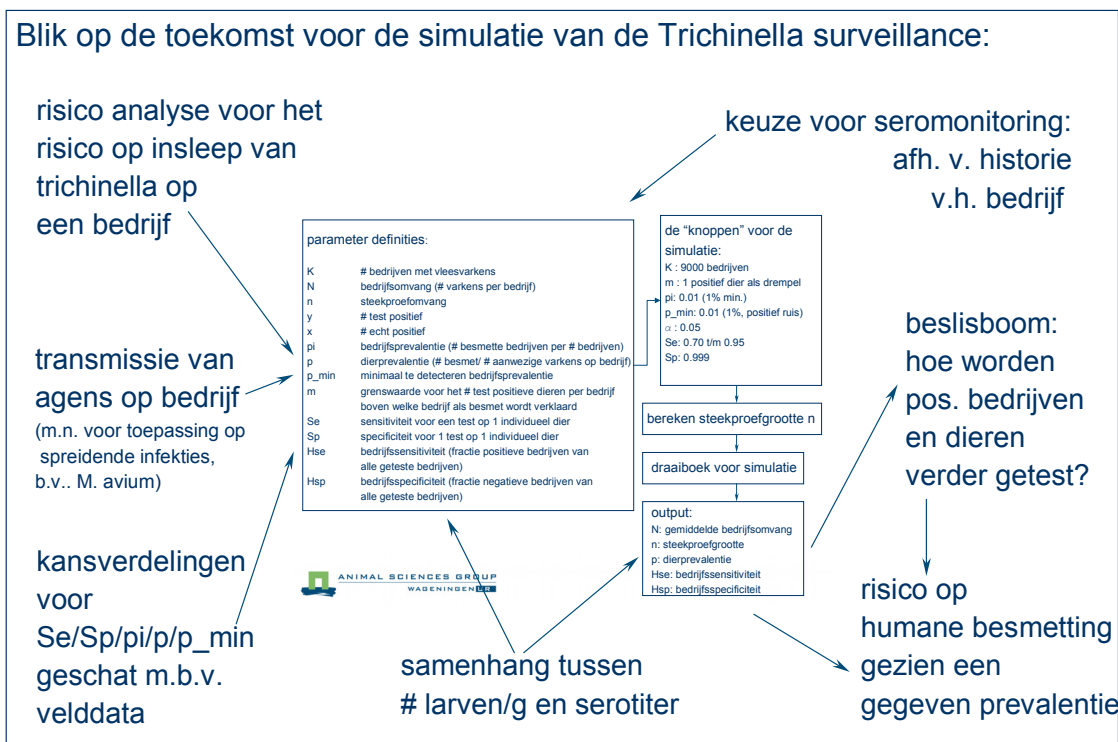 Blik op de toekomst voor de simulatie van de Trichinella surveillance:
risico analyse voor het
risico op insleep van
trichinella op
een bedrijf
keuze voor seromonitoring:
afh. v. historie
v.h. bedrijf
parameter definities:
K # bedrijven met vleesvarkens
N bedrijfsomvang (# varkens per bedrijf)
n steekproefomvang
y # test positief
x # echt positief
pi bedrijfsprevalentie (# besmette bedrijven per # bedrijven)
p dierprevalentie (# besmet/ # aanwezige varkens op bedrijf)
p_min minimaal te detecteren bedrijfsprevalentie
m grenswaarde voor het # test positieve dieren per bedrijf
boven welke bedrijf als besmet wordt verklaard
Se sensitiviteit voor een test op 1 individueel dier
Sp specificiteit voor 1 test op 1 individueel dier
Hse bedrijfssensitiviteit (fractie positieve bedrijven van
alle geteste bedrijven)
Hsp bedrijfsspecificiteit (fractie negatieve bedrijven van
alle geteste bedrijven)
de “knoppen” voor de
simulatie:
K : 9000 bedrijven
m : 1 positief dier als drempel
pi: 0.01 (1% min.)
p_min: 0.01 (1%, positief ruis)
α : 0.05
Se: 0.70 t/m 0.95
Sp: 0.999
bereken steekproefgrootte n
draaiboek voor simulatie
output:
N: gemiddelde bedrijfsomvang
n: steekproefgrootte
p: dierprevalentie
Hse: bedrijfssensitiviteit
Hsp: bedrijfsspecificiteit
transmissie van
agens op bedrijf
(m.n. voor toepassing op
spreidende infekties,
b.v.. M. avium)
beslisboom:
hoe worden
pos. bedrijven
en dieren
verder getest?
kansverdelingen
voor
Se/Sp/pi/p/p_min
geschat m.b.v.
velddata
ANIMAL SCIENCES GROUP
WAGENINGEN UR
samenhang tussen
# larven/g en serotiter
risico op
humane besmetting
gezien een
gegeven prevalentie